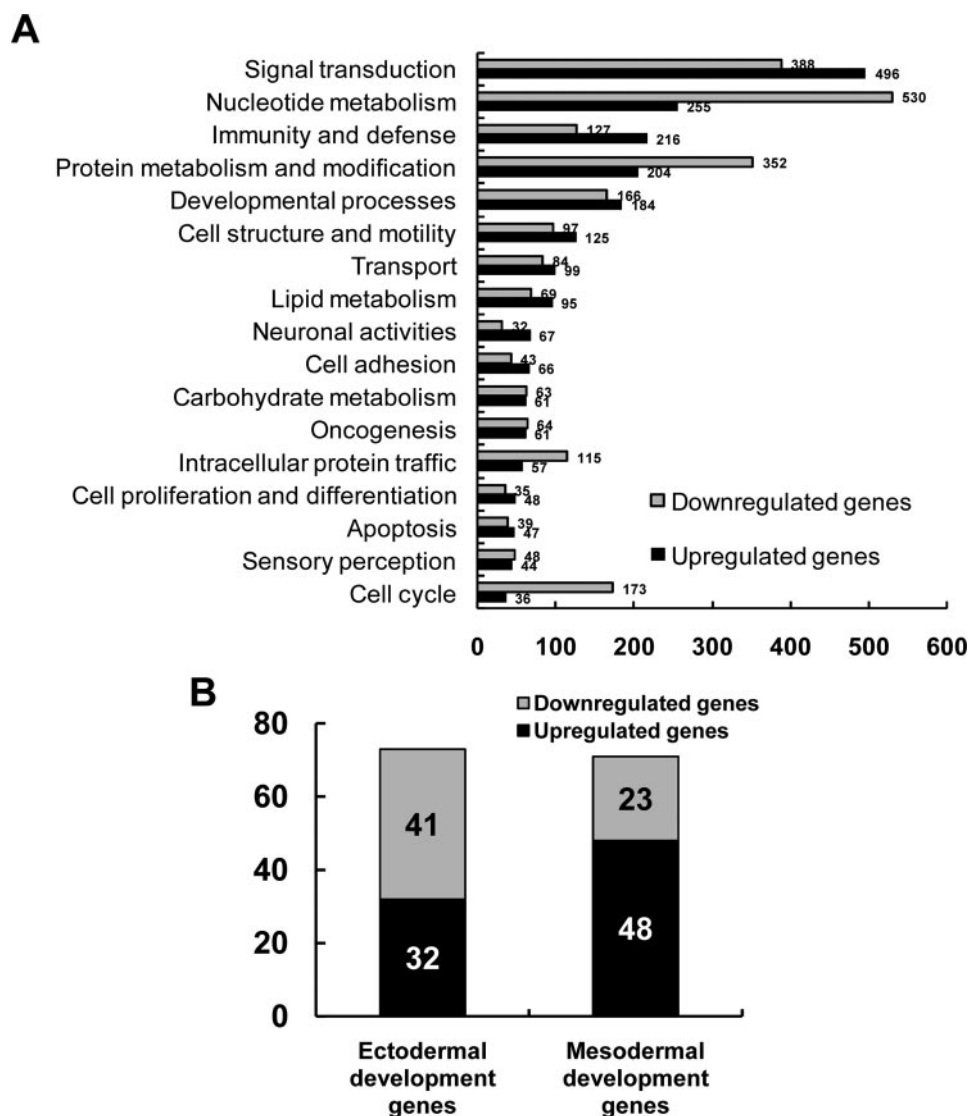 A
Signal transduction
388
496
Nucleotide metabolism
530
255
Immunity and defense
127
216
Protein metabolism and modification
352
204
Developmental processes
166
184
Cell structure and motility
97
125
Transport
84
99
Lipid metabolism
69
95
Neuronal activities
32
67
Cell adhesion
43
66
Carbohydrate metabolism
63
61
Oncogenesis
64
61
Intracellular protein traffic
115
57
Cell proliferation and differentiation
35
48
Apoptosis
39
47
Sensory perception
48
44
Cell cycle
173
36
Downregulated genes
Upregulated genes
0 100 200 300 400 500 600
B
Downregulated genes
Upregulated genes
80
60
40
20
0
41
32
23
48
Ectodermal
development
genes
Mesodermal
development
genes